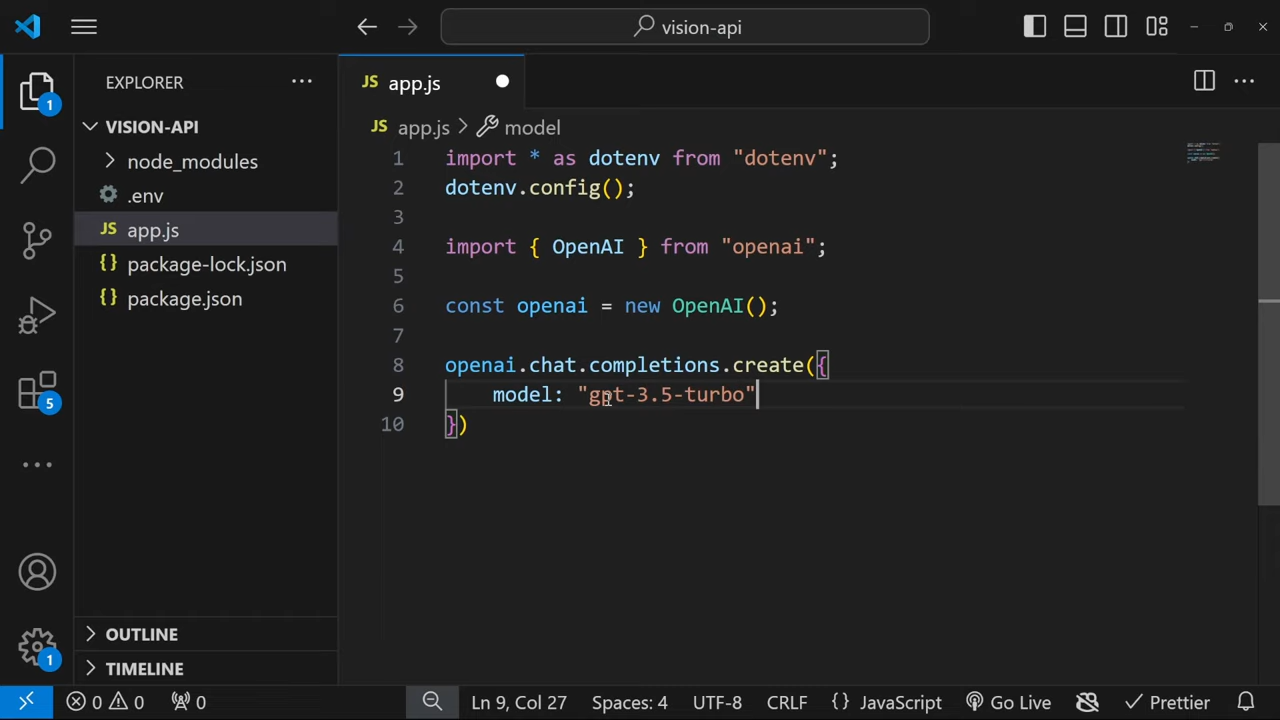 vision-api
EXPLORER
VISION-API
node_modules
.env
JS app.js
{} package-lock.json
{} package.json
OUTLINE
TIMELINE
1
5
1
JS app.js
JS app.js > model
1 import * as dotenv from "dotenv";
2 dotenv.config();
3
4 import { OpenAI } from "openai";
5
6 const openai = new OpenAI();
7
8 openai.chat.completions.create({
9 model: "gpt-3.5-turbo"
10 })
0 0 0 Ln 9, Col 27 Spaces: 4 UTF-8 CRLF {} JavaScript Go Live Prettier